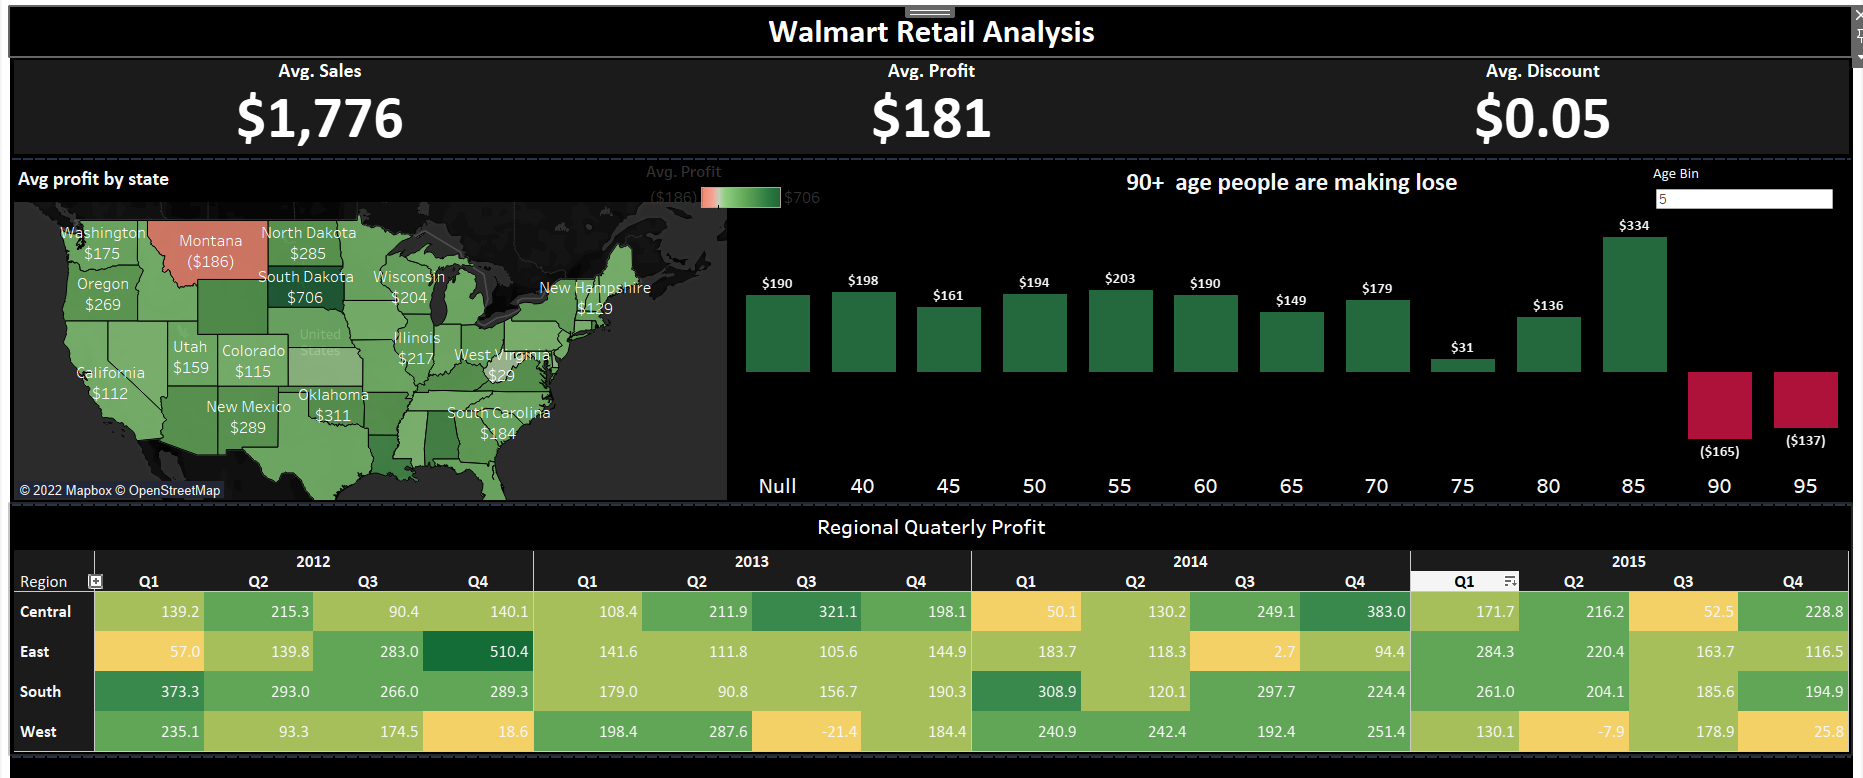 Walmart Retail Analysis
Avg. Sales
$1,776
Avg. Profit
$181
Avg. Discount
$0.05
Avg profit by state
Avg. Profit
($186) $706
Washington
$175
Montana
($186)
North Dakota
$285
Oregon
$269
South Dakota
$706
Wisconsin
$204
New Hampshire
$129
United
States
Utah
$159
Colorado
$115
Illinois
$217
West Virginia
$29
California
$112
New Mexico
$289
Oklahoma
$311
South Carolina
$184
© 2022 Mapbox © OpenStreetMap
90+ age people are making lose
Age Bin
5
$190 $198 $161 $194 $203 $190 $149 $179 $31 $136 $334 ($165) ($137)
Null 40 45 50 55 60 65 70 75 80 85 90 95
Regional Quaterly Profit
2012 2013 2014 2015
Region Q1 Q2 Q3 Q4 Q1 Q2 Q3 Q4 Q1 Q2 Q3 Q4 Q1 Q2 Q3 Q4
Central 139.2 215.3 90.4 140.1 108.4 211.9 321.1 198.1 50.1 130.2 249.1 383.0 171.7 216.2 52.5 228.8
East 57.0 139.8 283.0 510.4 141.6 111.8 105.6 144.9 183.7 118.3 2.7 94.4 284.3 220.4 163.7 116.5
South 373.3 293.0 266.0 289.3 179.0 90.8 156.7 190.3 308.9 120.1 297.7 224.4 261.0 204.1 185.6 194.9
West 235.1 93.3 174.5 18.6 198.4 287.6 -21.4 184.4 240.9 242.4 192.4 251.4 130.1 -7.9 178.9 25.8